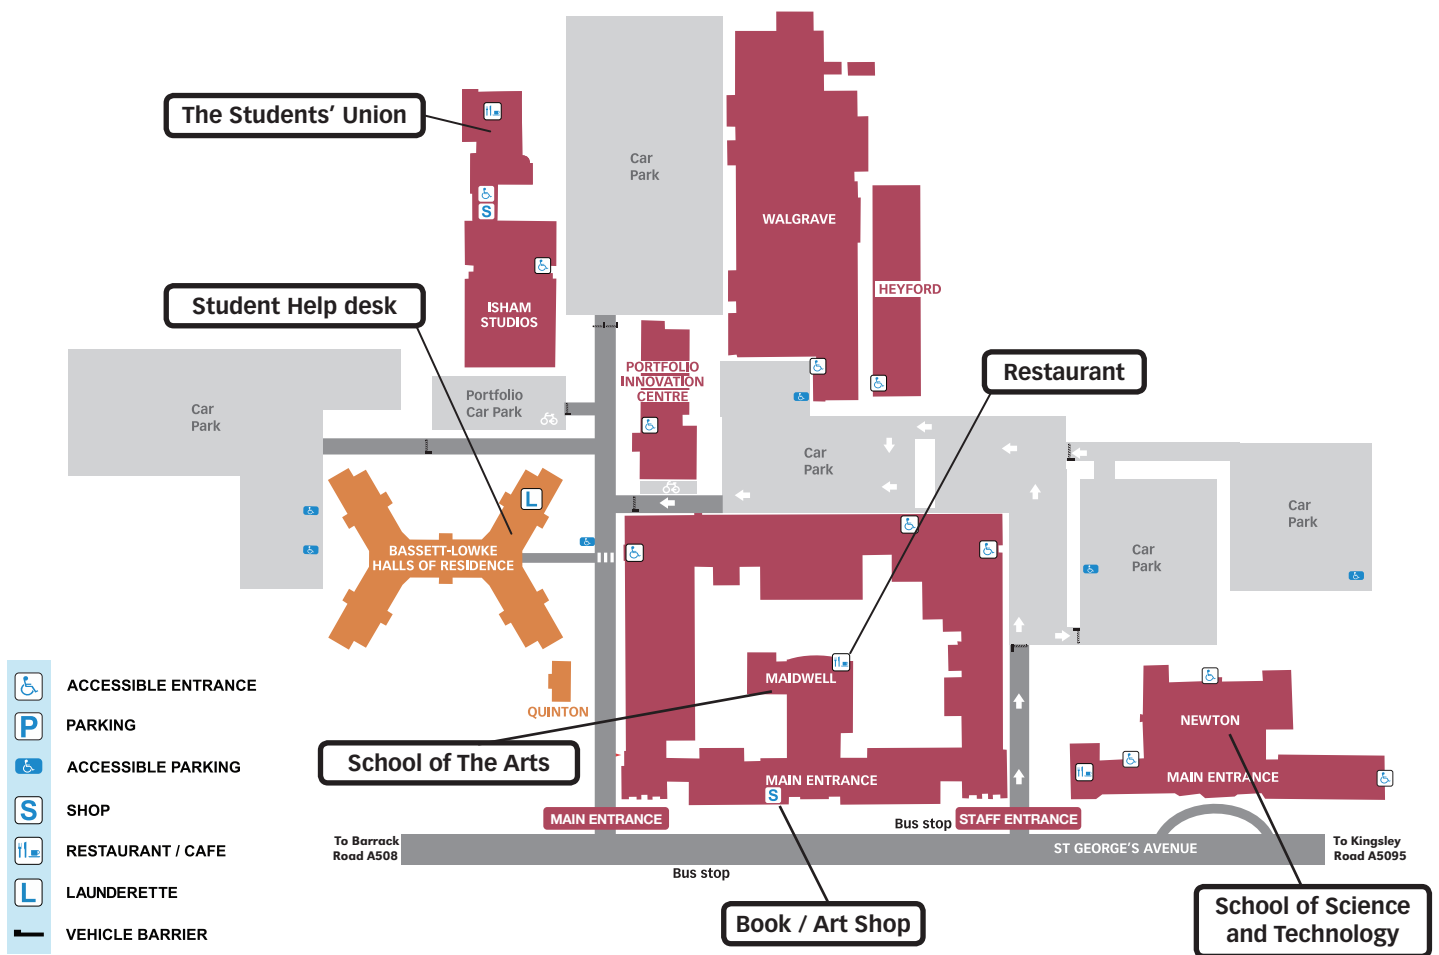 The Students' Union
Car
Park
S
WALGRAVE
HEYFORD
Student Help desk
ISHAM
STUDIOS
PORTFOLIO
INNOVATION
CENTRE
Restaurant
Portfolio
Car Park
Car
Park
Car
Park
Car
Park
Car
Park
L
BASSETT-LOWKE
HALLS OF RESIDENCE
QUINTON
MAIDWELL
School of The Arts
MAIN ENTRANCE
S
NEWTON
MAIN ENTRANCE
MAIN ENTRANCE
Bus stop
STAFF ENTRANCE
To Barrack
Road A508
ST GEORGE'S AVENUE
To Kingsley
Road A5095
Bus stop
Book / Art Shop
School of Science
and Technology
ACCESSIBLE ENTRANCE
P PARKING
ACCESSIBLE PARKING
S SHOP
RESTAURANT / CAFE
L LAUNDERETTE
VEHICLE BARRIER